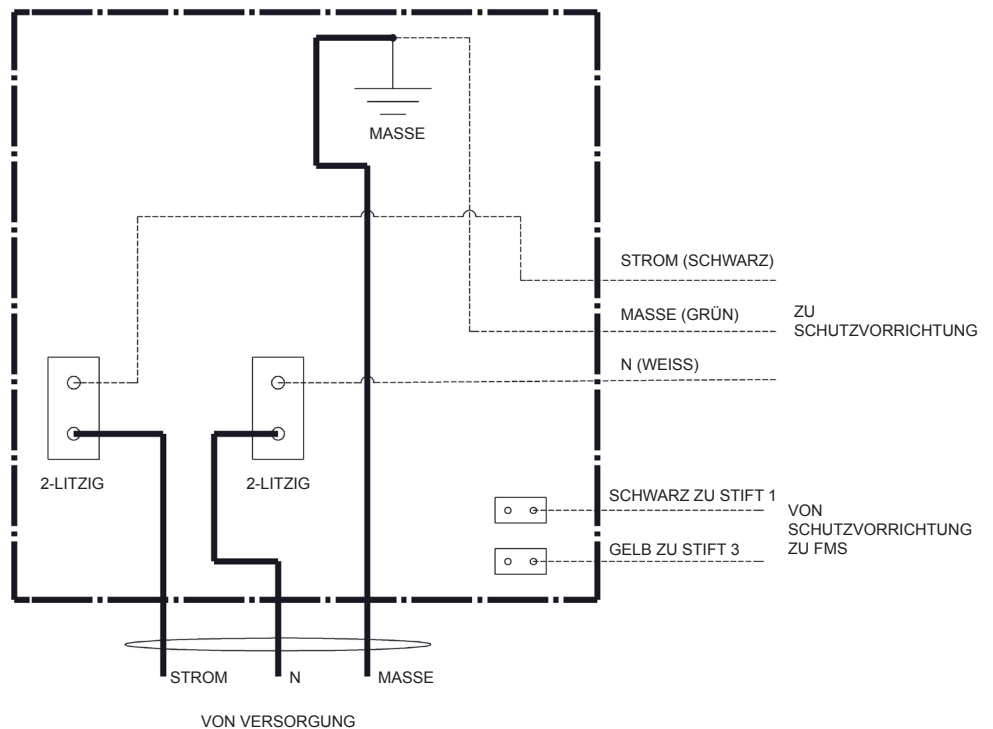 MASSE
STROM (SCHWARZ)
MASSE (GRÜN)
ZU
SCHUTZVORRICHTUNG
N (WEISS)
2-LITZIG
2-LITZIG
SCHWARZ ZU STIFT 1
GELB ZU STIFT 3
VON
SCHUTZVORRICHTUNG
ZU FMS
STROM
N
MASSE
VON VERSORGUNG